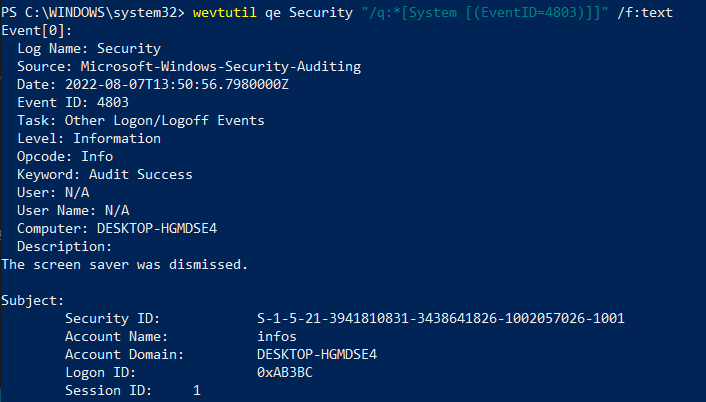 PS C:\WINDOWS\system32> wevtutil qe Security "/q:*[System [(EventID=4803)]]" /f:text
Event[0]:
  Log Name: Security
  Source: Microsoft-Windows-Security-Auditing
  Date: 2022-08-07T13:50:56.7980000Z
  Event ID: 4803
  Task: Other Logon/Logoff Events
  Level: Information
  Opcode: Info
  Keyword: Audit Success
  User: N/A
  User Name: N/A
  Computer: DESKTOP-HGMDSE4
  Description:
The screen saver was dismissed.

Subject:
        Security ID:            S-1-5-21-3941810831-3438641826-1002057026-1001
        Account Name:           infos
        Account Domain:         DESKTOP-HGMDSE4
        Logon ID:               0xAB3BC
        Session ID:     1